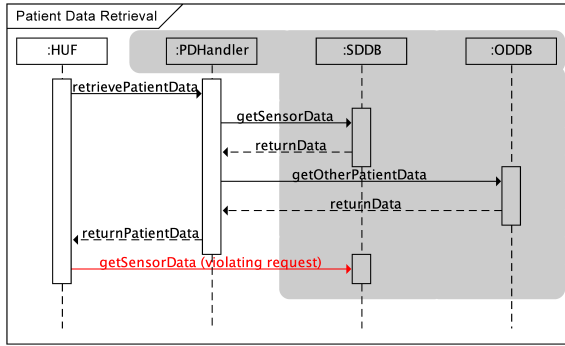 Patient Data Retrieval
:HUF
:PDHandler
:SDDB
:ODDB
retrievePatientData
getSensorData
returnData
getOtherPatientData
returnData
returnPatientData
getSensorData (violating request)